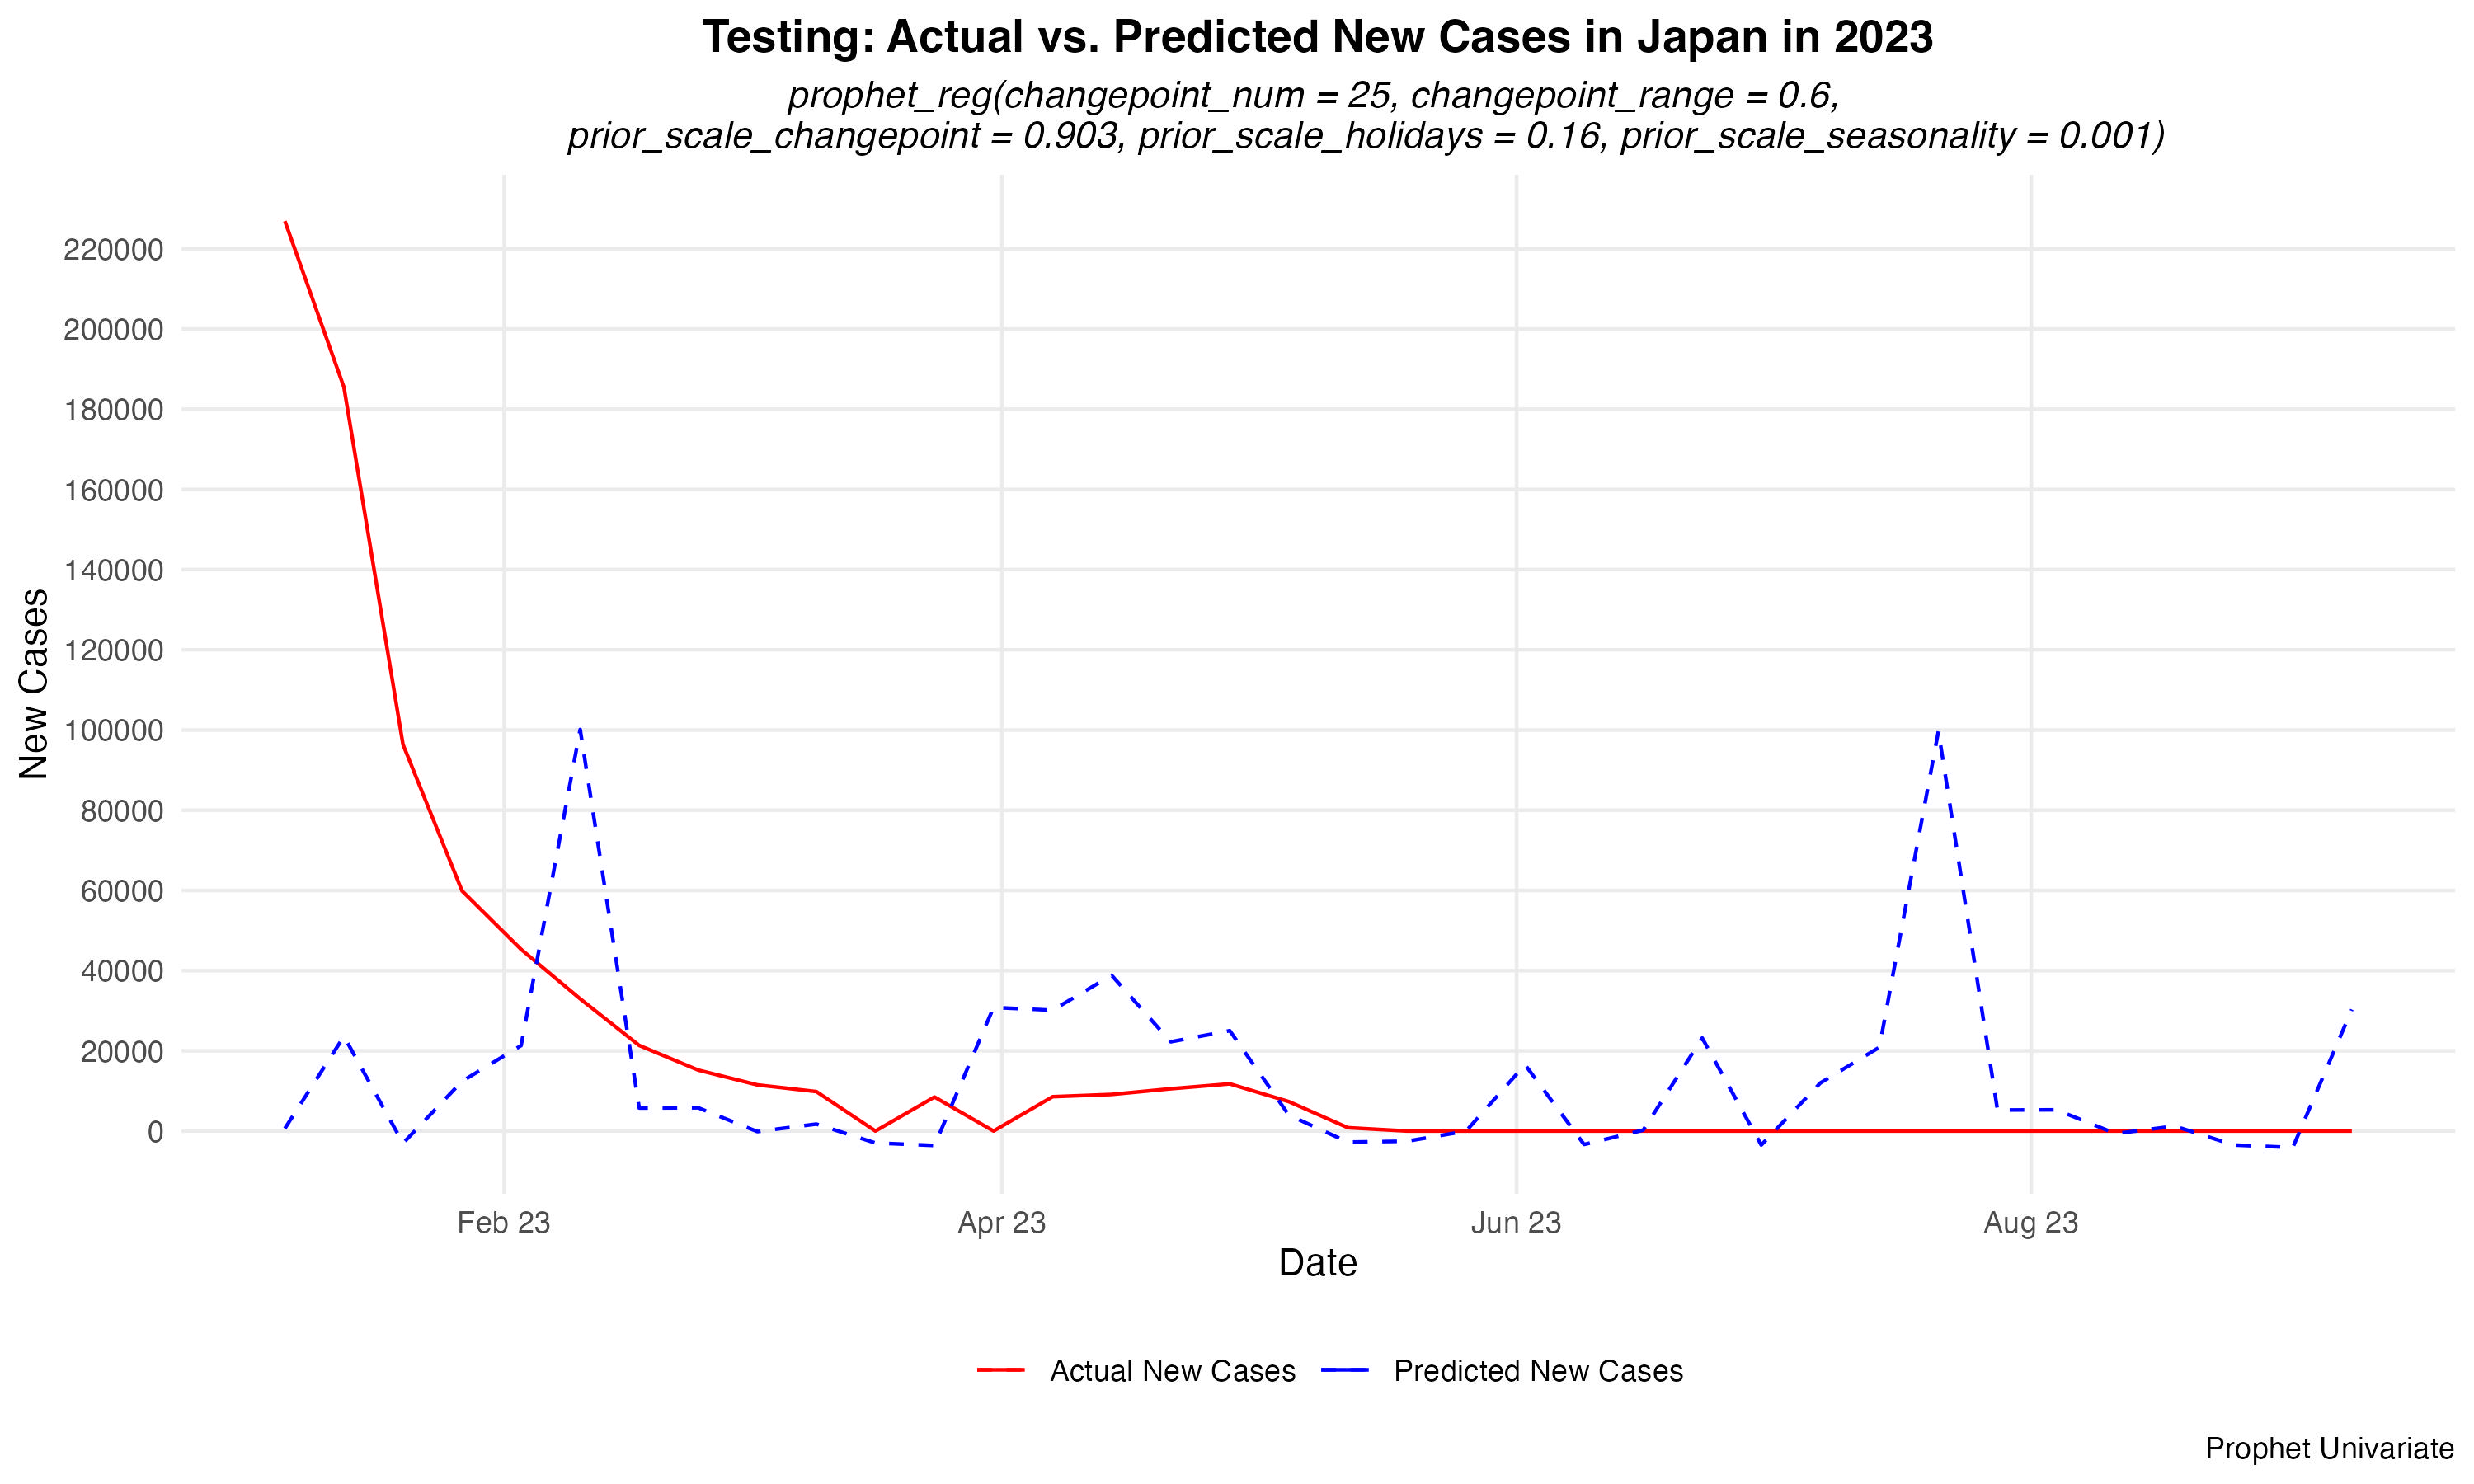 Testing: Actual vs. Predicted New Cases in Japan in 2023
prophet_reg(changepoint_num = 25, changepoint_range = 0.6,
prior_scale_changepoint = 0.903, prior_scale_holidays = 0.16, prior_scale_seasonality = 0.001)
New Cases
220000
200000
180000
160000
140000
120000
100000
80000
60000
40000
20000
0
Feb 23
Apr 23
Jun 23
Aug 23
Date
Actual New Cases
Predicted New Cases
Prophet Univariate